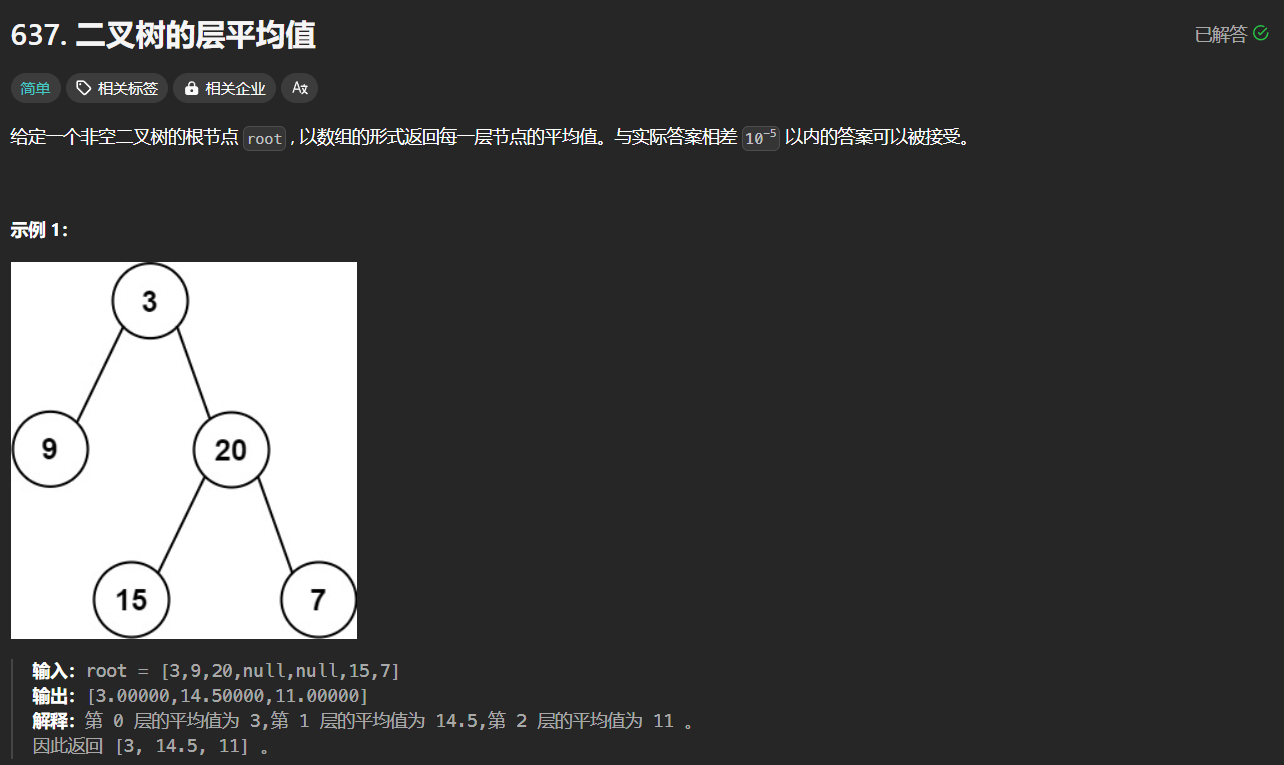 637. 二叉树的层平均值
已解答
简单 相关标签 相关企业 Ax
给定一个非空二叉树的根节点 root , 以数组的形式返回每一层节点的平均值。与实际答案相差 10⁻⁵ 以内的答案可以被接受。
示例 1：
3
9 20
15 7
输入：root = [3,9,20,null,null,15,7]
输出：[3.00000,14.50000,11.00000]
解释：第 0 层的平均值为 3,第 1 层的平均值为 14.5,第 2 层的平均值为 11 。
因此返回 [3, 14.5, 11] 。